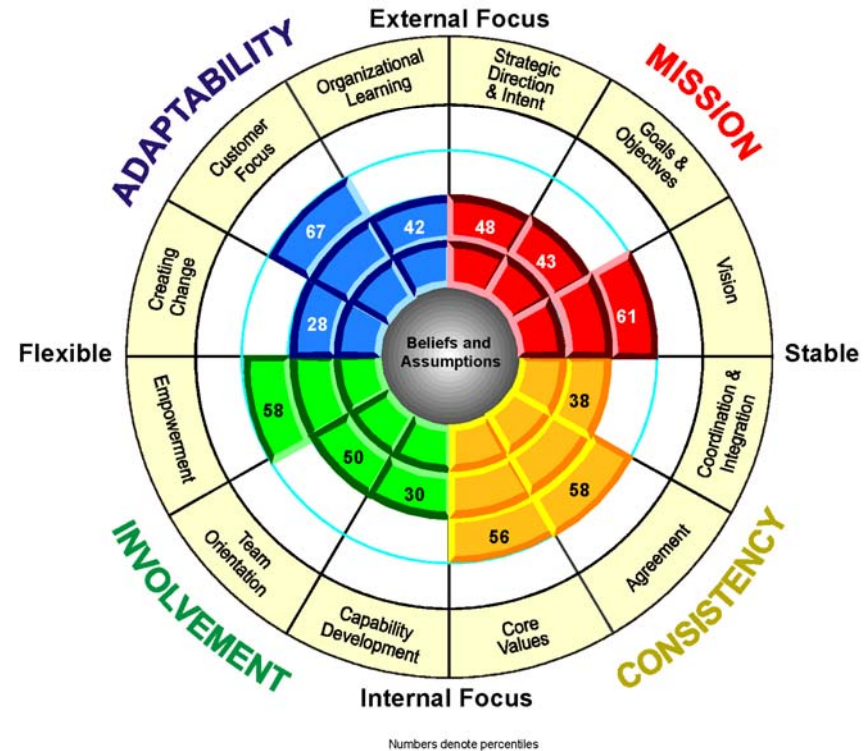 External Focus
ADAPTABILITY
MISSION
Organizational
Learning
Strategic
Direction
& Intent
Customer
Focus
Goals &
Objectives
Creating
Change
Vision
67
42
48
43
28
61
Flexible
Beliefs and
Assumptions
Stable
Empowerment
58
50
30
38
58
56
Coordination &
Integration
Team
Orientation
Agreement
Capability
Development
Core
Values
INVOLVEMENT
CONSISTENCY
Internal Focus
Numbers denote percentiles